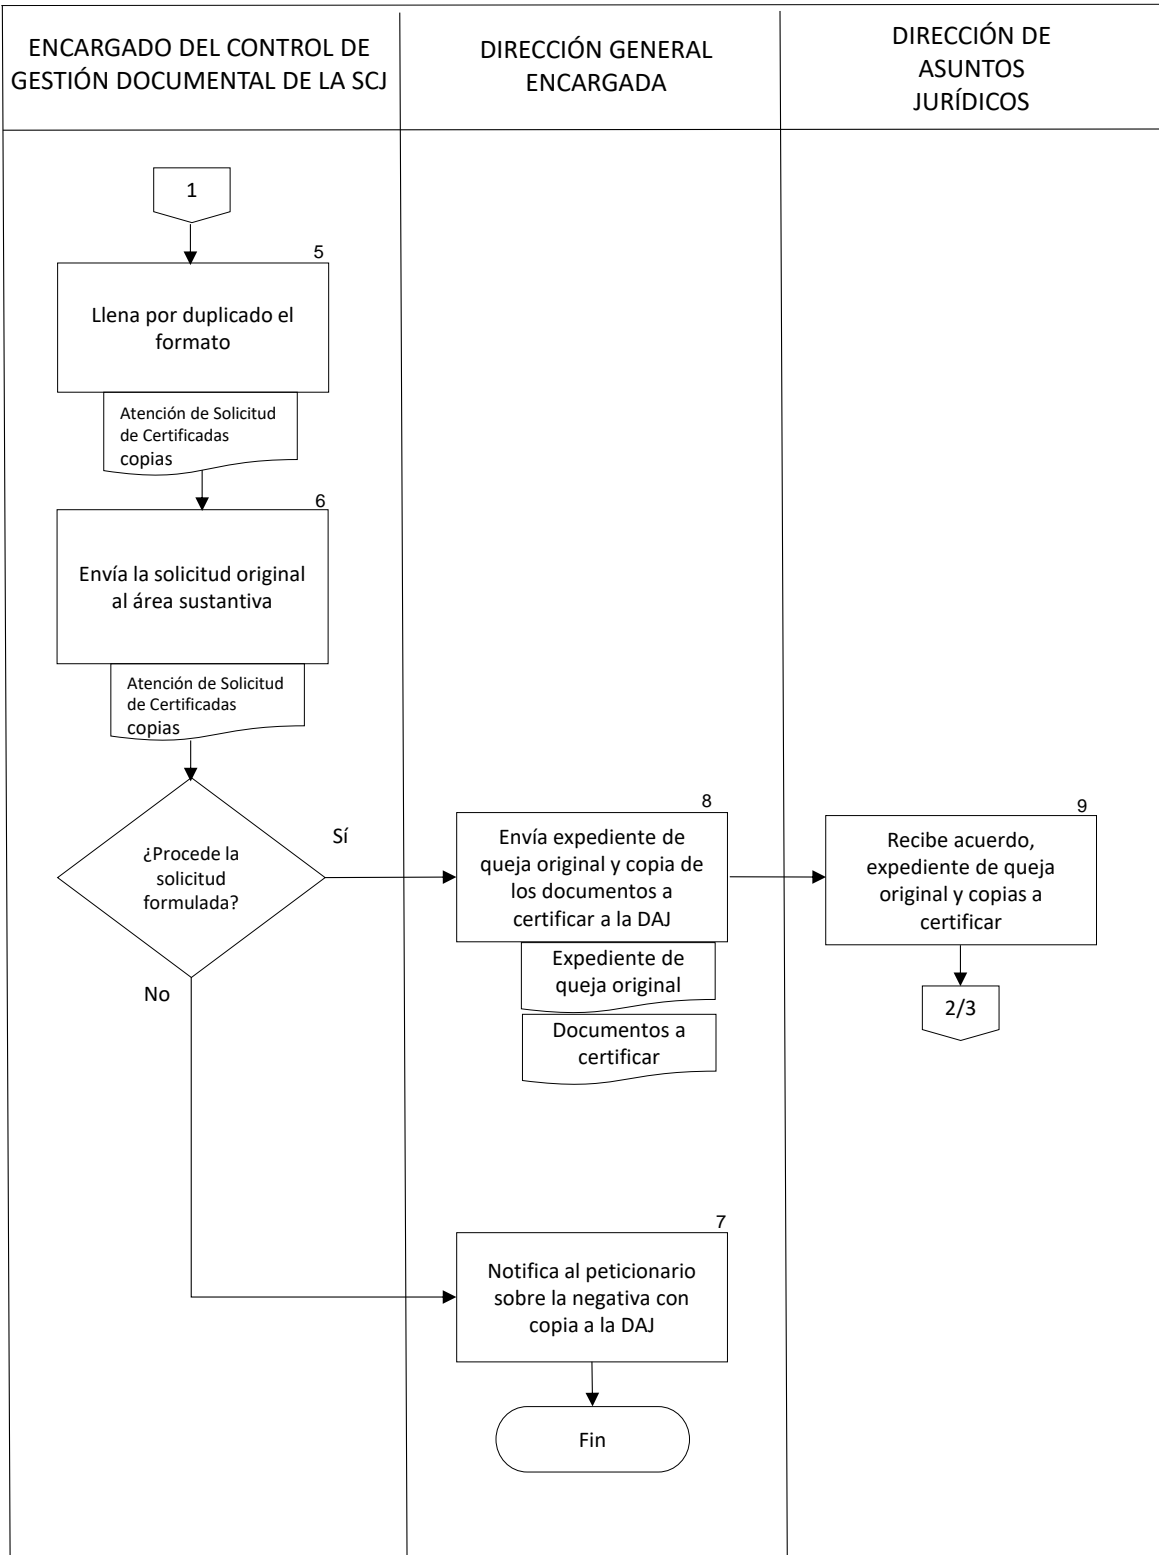 ENCARGADO DEL CONTROL DE
GESTIÓN DOCUMENTAL DE LA SCJ
DIRECCIÓN GENERAL
ENCARGADA
DIRECCIÓN DE
ASUNTOS
JURÍDICOS
1
5
Llena por duplicado el
formato
Atención de Solicitud
de Certificadas
copias
6
Envía la solicitud original
al área sustantiva
Atención de Solicitud
de Certificadas
copias
¿Procede la
solicitud
formulada?
Sí
No
8
Envía expediente de
queja original y copia de
los documentos a
certificar a la DAJ
Expediente de
queja original
Documentos a
certificar
9
Recibe acuerdo,
expediente de queja
original y copias a
certificar
2/3
7
Notifica al peticionario
sobre la negativa con
copia a la DAJ
Fin